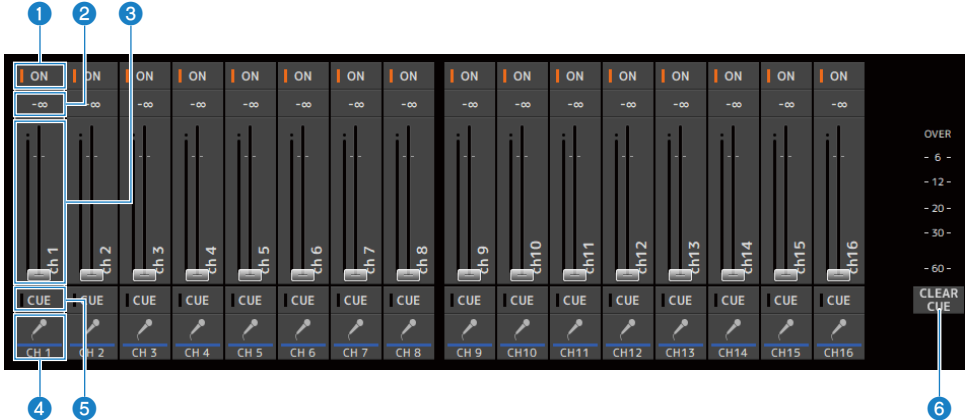 1 2 3
ON ON ON ON ON ON ON ON ON ON ON ON ON ON ON ON
-∞ -∞ -∞ -∞ -∞ -∞ -∞ -∞ -∞ -∞ -∞ -∞ -∞ -∞ -∞ -∞
OVER
- 6 -
- 12 -
- 20 -
- 30 -
- 60 -
ch 1 ch 2 ch 3 ch 4 ch 5 ch 6 ch 7 ch 8 ch 9 ch10 ch11 ch12 ch13 ch14 ch15 ch16
CUE CUE CUE CUE CUE CUE CUE CUE CUE CUE CUE CUE CUE CUE CUE CUE
CLEAR
CUE
CH 1 CH 2 CH 3 CH 4 CH 5 CH 6 CH 7 CH 8 CH 9 CH10 CH11 CH12 CH13 CH14 CH15 CH16
4 5 6